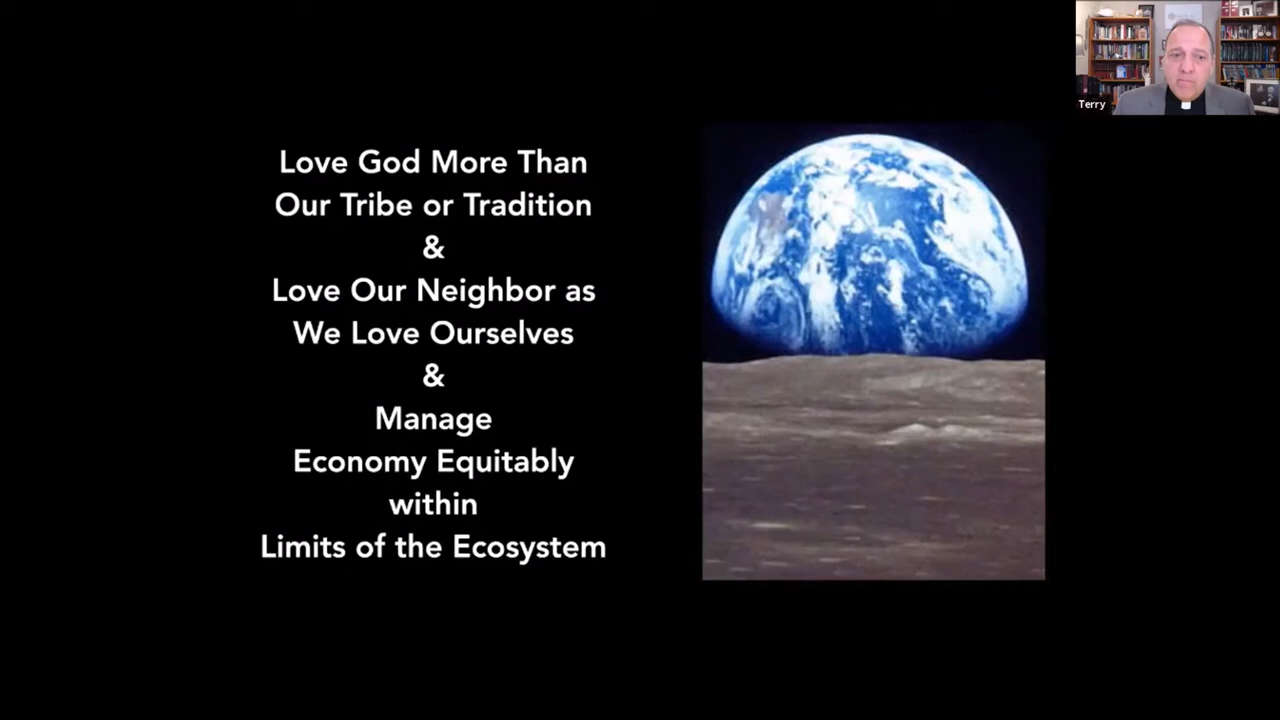 Love God More Than
Our Tribe or Tradition
&
Love Our Neighbor as
We Love Ourselves
&
Manage
Economy Equitably
within
Limits of the Ecosystem
Terry